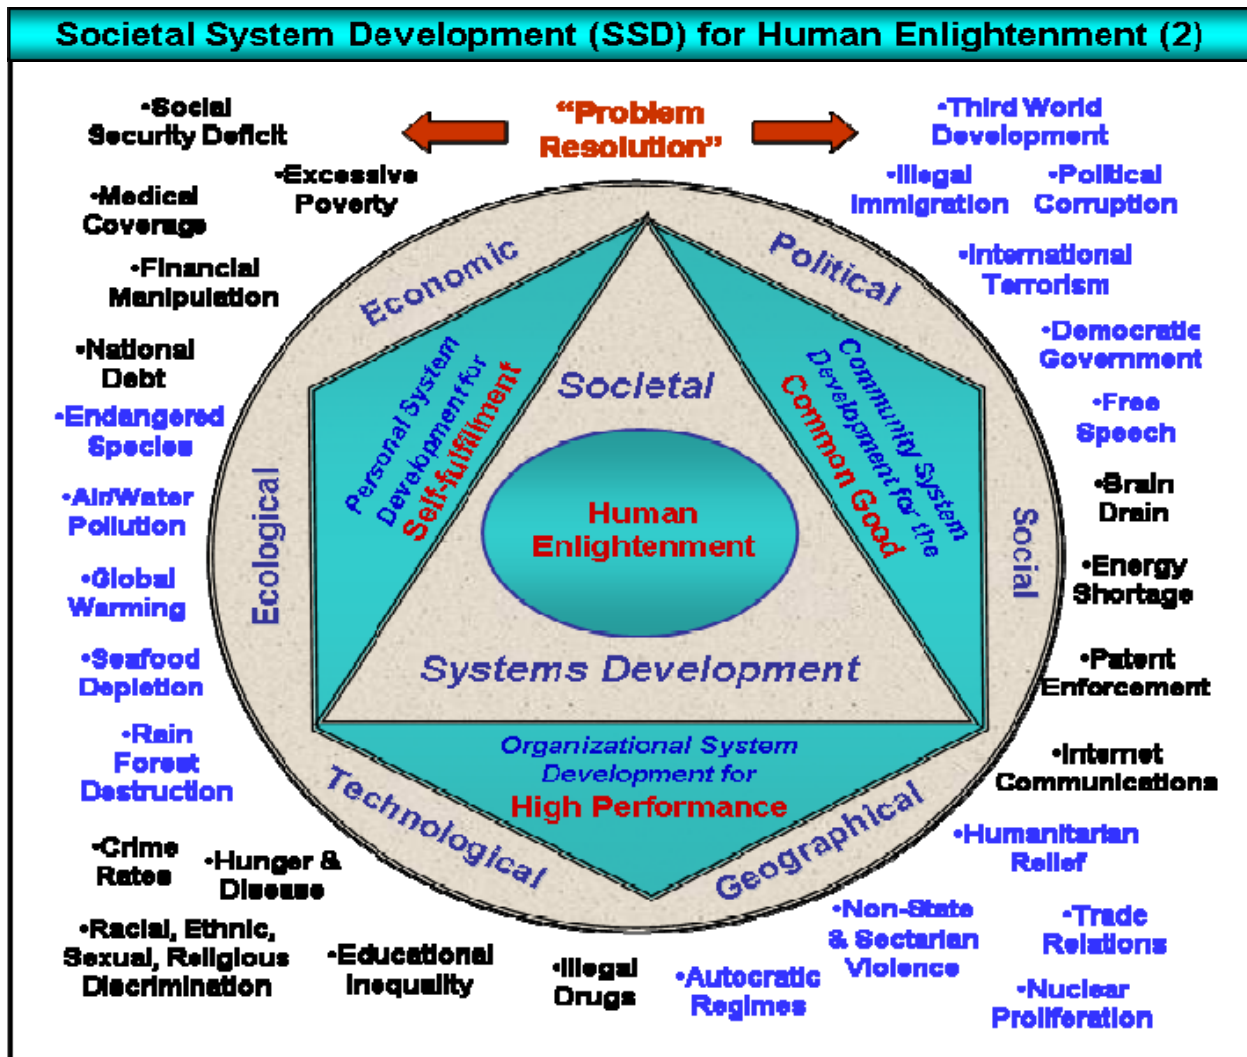 Societal System Development (SSD) for Human Enlightenment (2)
“Problem
Resolution”
•Social
Security Deficit
•Excessive
Poverty
•Medical
Coverage
•Financial
Manipulation
•National
Debt
•Endangered
Species
•Air/Water
Pollution
•Global
Warming
•Seafood
Depletion
•Rain
Forest
Destruction
•Crime
Rates
•Hunger &
Disease
•Racial, Ethnic,
Sexual, Religious
Discrimination
•Educational
Inequality
•Illegal
Drugs
•Autocratic
Regimes
•Non-State
& Sectarian
Violence
•Third World
Development
•Illegal
Immigration
•Political
Corruption
•International
Terrorism
•Democratic
Government
•Free
Speech
•Brain
Drain
•Energy
Shortage
•Patent
Enforcement
•Internet
Communications
•Humanitarian
Relief
•Trade
Relations
•Nuclear
Proliferation
Economic
Political
Social
Geographical
Technological
Ecological
Personal System
Development for
Self-fulfillment
Community System
Development for the
Common Good
Societal
Human
Enlightenment
Systems Development
Organizational System
Development for
High Performance